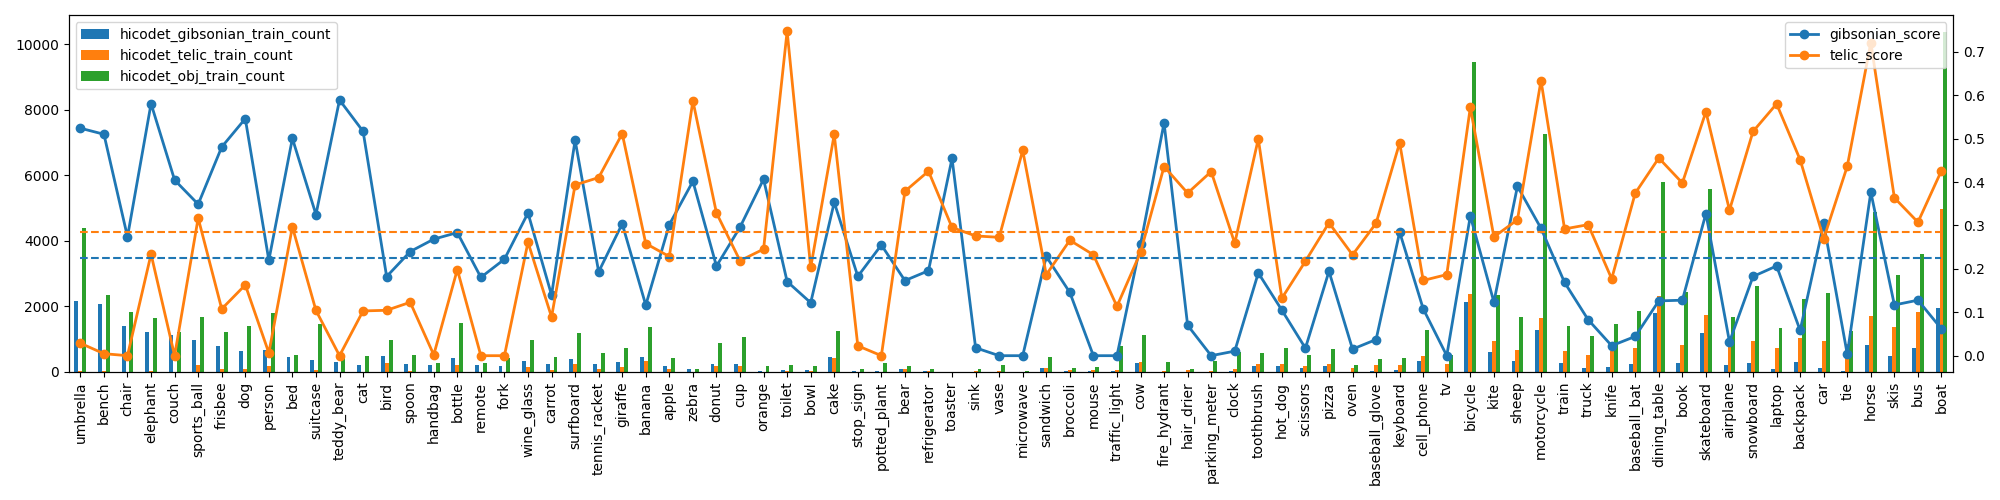 hicodet_gibsonian_train_count
hicodet_telic_train_count
hicodet_obj_train_count
gibsonian_score
telic_score
10000
8000
6000
4000
2000
0
0.7
0.6
0.5
0.4
0.3
0.2
0.1
0.0
umbrella
bench
chair
elephant
couch
sports_ball
frisbee
dog
person
bed
suitcase
teddy_bear
cat
bird
spoon
handbag
bottle
remote
fork
wine_glass
carrot
surfboard
tennis_racket
giraffe
banana
apple
zebra
donut
cup
orange
toilet
bowl
cake
stop_sign
potted_plant
bear
refrigerator
toaster
sink
vase
microwave
sandwich
broccoli
mouse
traffic_light
cow
fire_hydrant
hair_drier
parking_meter
clock
toothbrush
hot_dog
scissors
pizza
oven
baseball_glove
keyboard
cell_phone
tv
bicycle
kite
sheep
motorcycle
train
truck
knife
baseball_bat
dining_table
book
skateboard
airplane
snowboard
laptop
backpack
car
tie
horse
skis
bus
boat